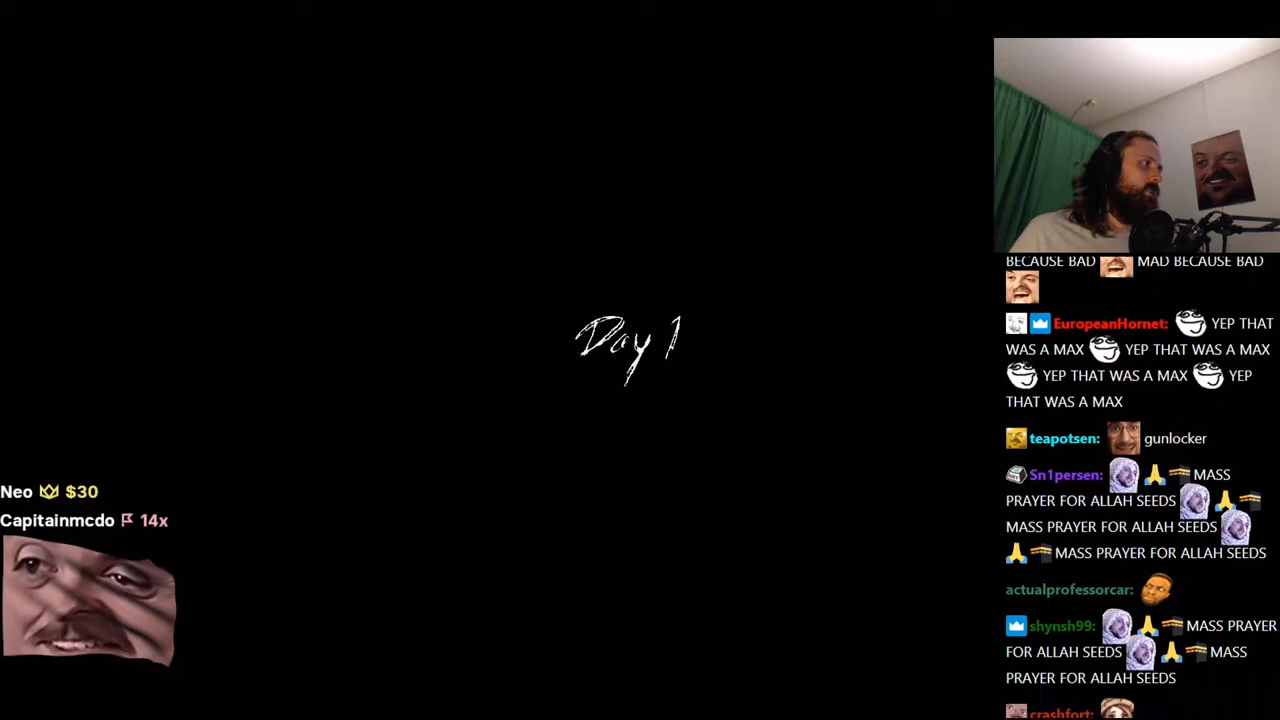 Day 1
Neo $30
Capitainmcdo 14x
BECAUSE BAD MAD BECAUSE BAD
EuropeanHornet: YEP THAT
WAS A MAX YEP THAT WAS A MAX
YEP THAT WAS A MAX YEP
THAT WAS A MAX
teapotsen: gunlocker
Sn1persen: MASS
PRAYER FOR ALLAH SEEDS
MASS PRAYER FOR ALLAH SEEDS
MASS PRAYER FOR ALLAH SEEDS
actualprofessorcar:
shynsh99: MASS PRAYER
FOR ALLAH SEEDS MASS
PRAYER FOR ALLAH SEEDS
crashfort: